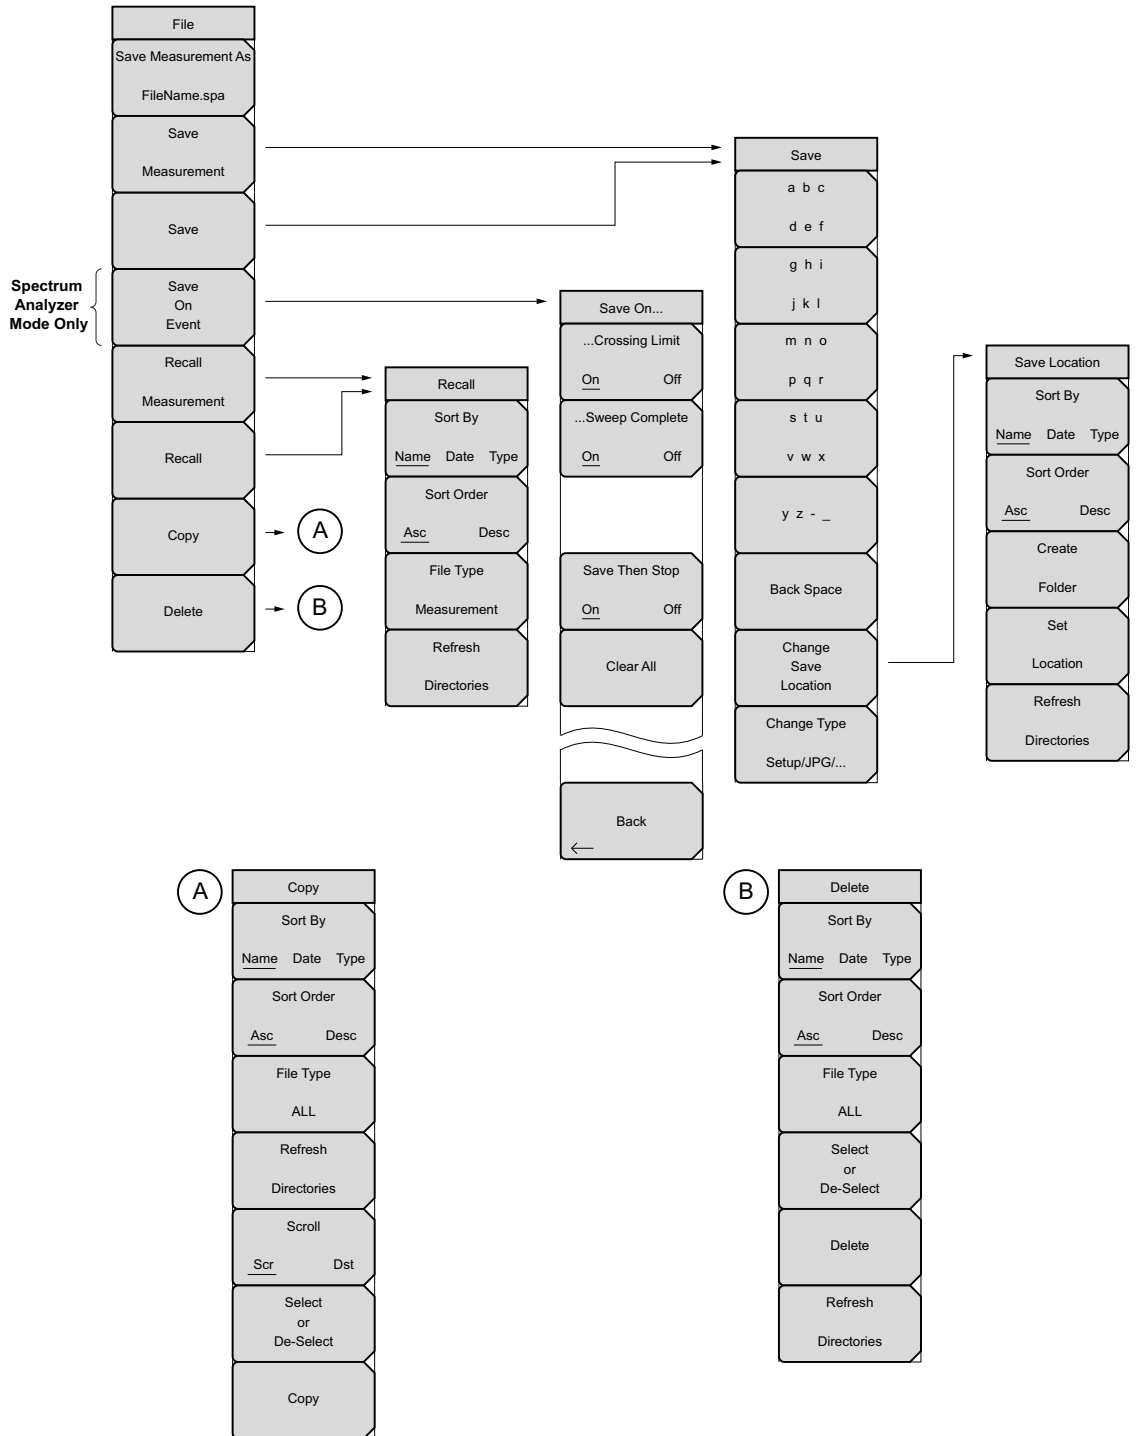 File
Save Measurement As
FileName.spa
Save
Measurement
Save
Spectrum
Analyzer
Mode Only
Save
On
Event
Recall
Measurement
Recall
Copy
A
Delete
B
Recall
Sort By
Name Date Type
Sort Order
Asc Desc
File Type
Measurement
Refresh
Directories
Save On...
...Crossing Limit
On Off
...Sweep Complete
On Off
Save Then Stop
On Off
Clear All
Back
Save
a b c
d e f
g h i
j k l
m n o
p q r
s t u
v w x
y z - _
Back Space
Change
Save
Location
Change Type
Setup/JPG/...
Save Location
Sort By
Name Date Type
Sort Order
Asc Desc
Create
Folder
Set
Location
Refresh
Directories
A
Copy
Sort By
Name Date Type
Sort Order
Asc Desc
File Type
ALL
Refresh
Directories
Scroll
Scr Dst
Select
or
De-Select
Copy
B
Delete
Sort By
Name Date Type
Sort Order
Asc Desc
File Type
ALL
Select
or
De-Select
Delete
Refresh
Directories